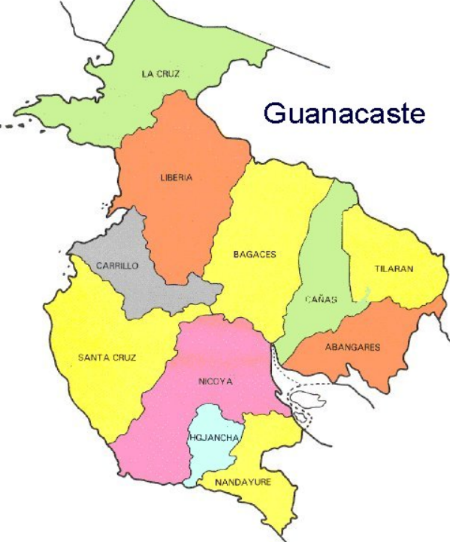 LA CRUZ
Guanacaste
LIBERIA
BAGACES
CARRILLO
TILARAN
CAÑAS
ABANGARES
SANTA CRUZ
NICOYA
HOJANCHA
NANDAYURE